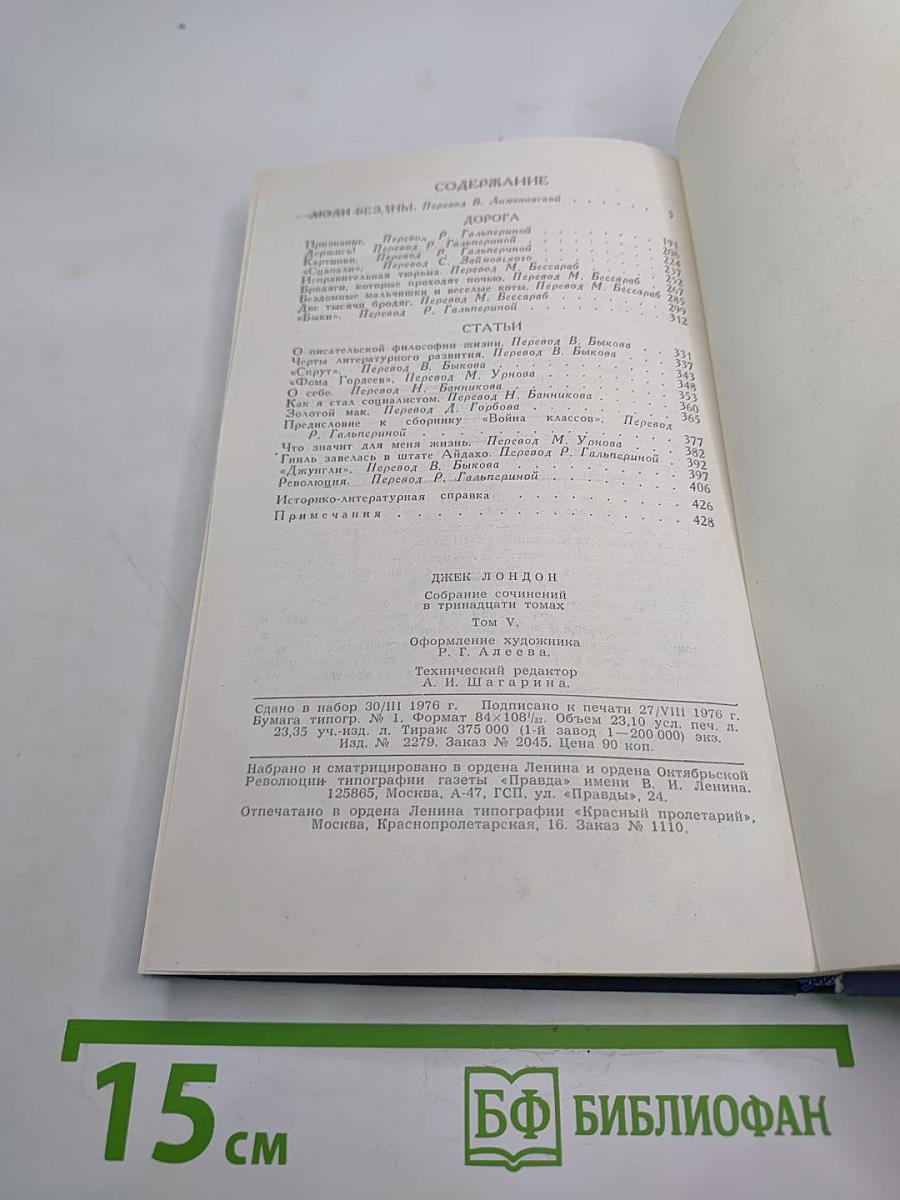 СОДЕРЖАНИЕ
ЛЮДИ БЕЗДНЫ. Перевод В. Лимановской . . . . . . 5
ДОРОГА
Признание. Перевод Р. Гальпериной . . . . . . 191
Держись! Перевод Р. Гальпериной . . . . . . 206
Картинки. Перевод Р. Гальпериной . . . . . . 224
«Сцапали». Перевод С. Займовского . . . . . . 237
Исправительная тюрьма. Перевод М. Бессараб . . 252
Бродяги, которые проходят ночью. Перевод М. Бессараб 267
Бездомные мальчишки и веселые коты. Перевод М. Бессараб 285
Две тысячи бродяг. Перевод М. Бессараб . . . . 299
«Быки». Перевод Р. Гальпериной . . . . . . 312
СТАТЬИ
О писательской философии жизни. Перевод В. Быкова . . 331
Черты литературного развития. Перевод В. Быкова . . . 337
«Спрут». Перевод В. Быкова . . . . . . 343
«Фома Гордеев». Перевод М. Урнова . . . . . . 348
О себе. Перевод Н. Банникова . . . . . . 353
Как я стал социалистом. Перевод Н. Банникова . . . 360
Золотой мак. Перевод Д. Горбова . . . . . . 365
Предисловие к сборнику «Война классов». Перевод
Р. Гальпериной . . . . . . 377
Что значит для меня жизнь. Перевод М. Урнова . . . 382
Гниль завелась в штате Айдахо. Перевод Р. Гальпериной . 392
«Джунгли». Перевод В. Быкова . . . . . . 397
Революция. Перевод Р. Гальпериной . . . . . . 406
Историко-литературная справка . . . . . . 426
Примечания . . . . . . 428
ДЖЕК ЛОНДОН
Собрание сочинений
в тринадцати томах
Том V.
Оформление художника
Р. Г. Алеева.
Технический редактор
А. И. Шагарина.
Сдано в набор 30/III 1976 г. Подписано к печати 27/VIII 1976 г.
Бумага типогр. № 1. Формат 84×108¹/₃₂. Объем 23,10 усл. печ. л.
23,35 уч.-изд. л. Тираж 375 000 (1-й завод 1—200 000) экз.
Изд. № 2279. Заказ № 2045. Цена 90 коп.
Набрано и сматрицировано в ордена Ленина и ордена Октябрьской
Революции типографии газеты «Правда» имени В. И. Ленина.
125865, Москва, А-47, ГСП, ул. «Правды», 24.
Отпечатано в ордена Ленина типографии «Красный пролетарий»,
Москва, Краснопролетарская, 16. Заказ № 1110.
15 см
БФ БИБЛИОФАН